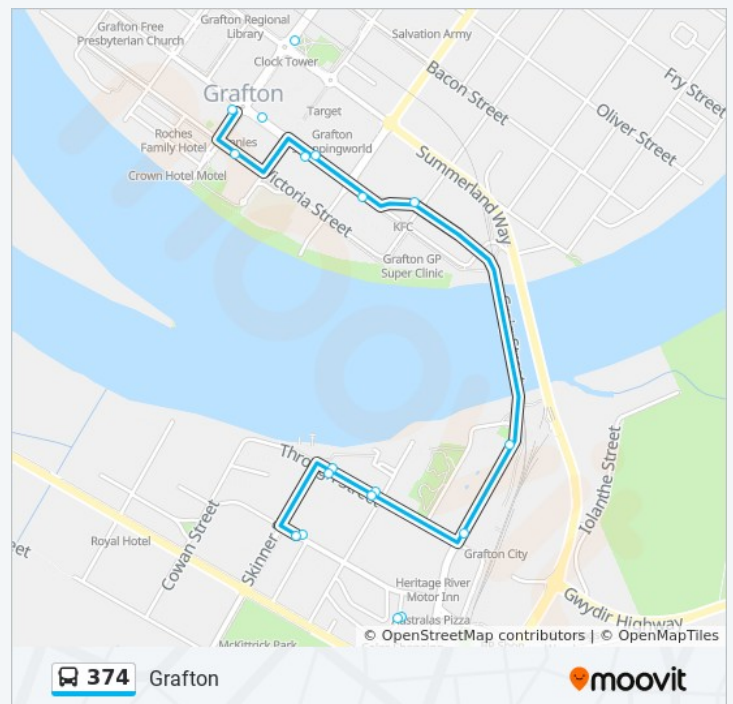 Grafton Free
Presbyterian Church
Grafton Regional
Library
Salvation Army
Clock Tower
Bacon Street
Fry Street
Grafton
Target
Oliver Street
Roches
Family Hotel
Grafton
Crown Hotel Motel
Victoria Street
Summerland Way
KFC
Grafton GP
Super Clinic
Through Street
Iolanthe Street
Cowan Street
Royal Hotel
Skinner
Grafton City
Heritage River
Motor Inn
Gwydir Highway
McKittrick Park
© OpenStreetMap contributors | © OpenMapTiles
374 Grafton
moovit